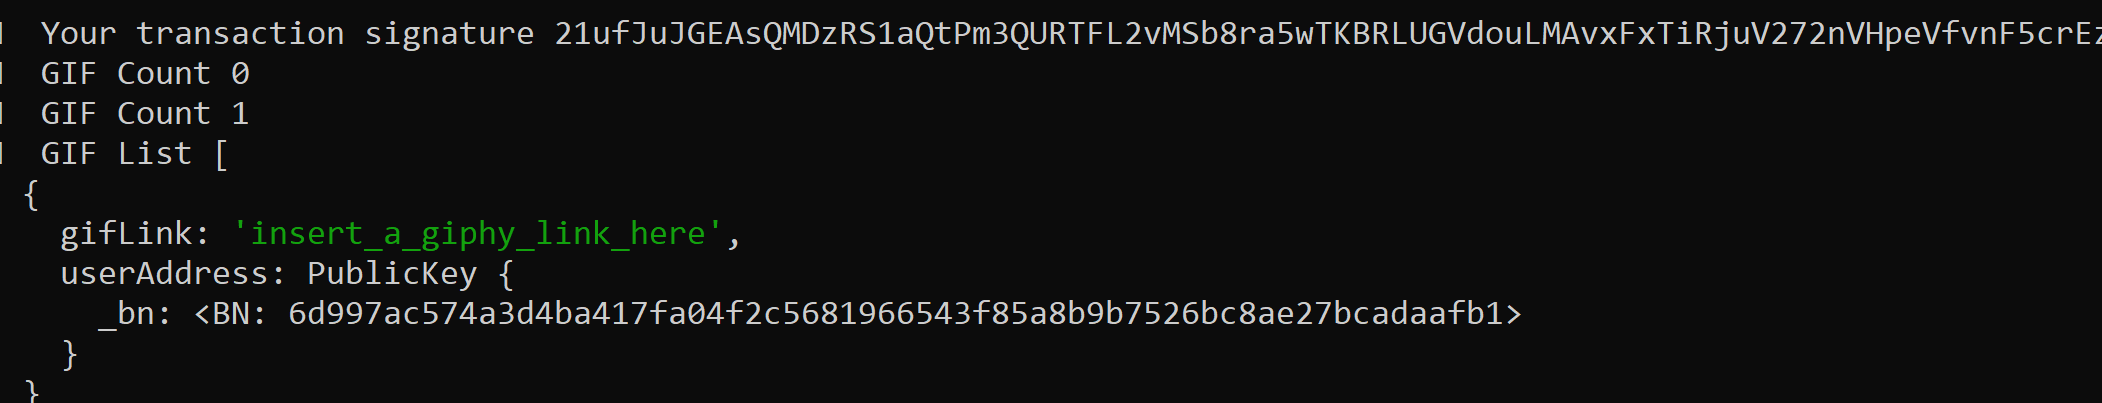 Your transaction signature 21ufJuJGEAsQMDzRS1aQtPm3QURTFL2vMSb8ra5wTKBRLUGVdouLMAvxFxTiRjuV272nVHpeVfvnF5crEz
GIF Count 0
GIF Count 1
GIF List [
{
gifLink: 'insert_a_giphy_link_here',
userAddress: PublicKey {
_bn: <BN: 6d997ac574a3d4ba417fa04f2c5681966543f85a8b9b7526bc8ae27bcadaafb1>
}
}